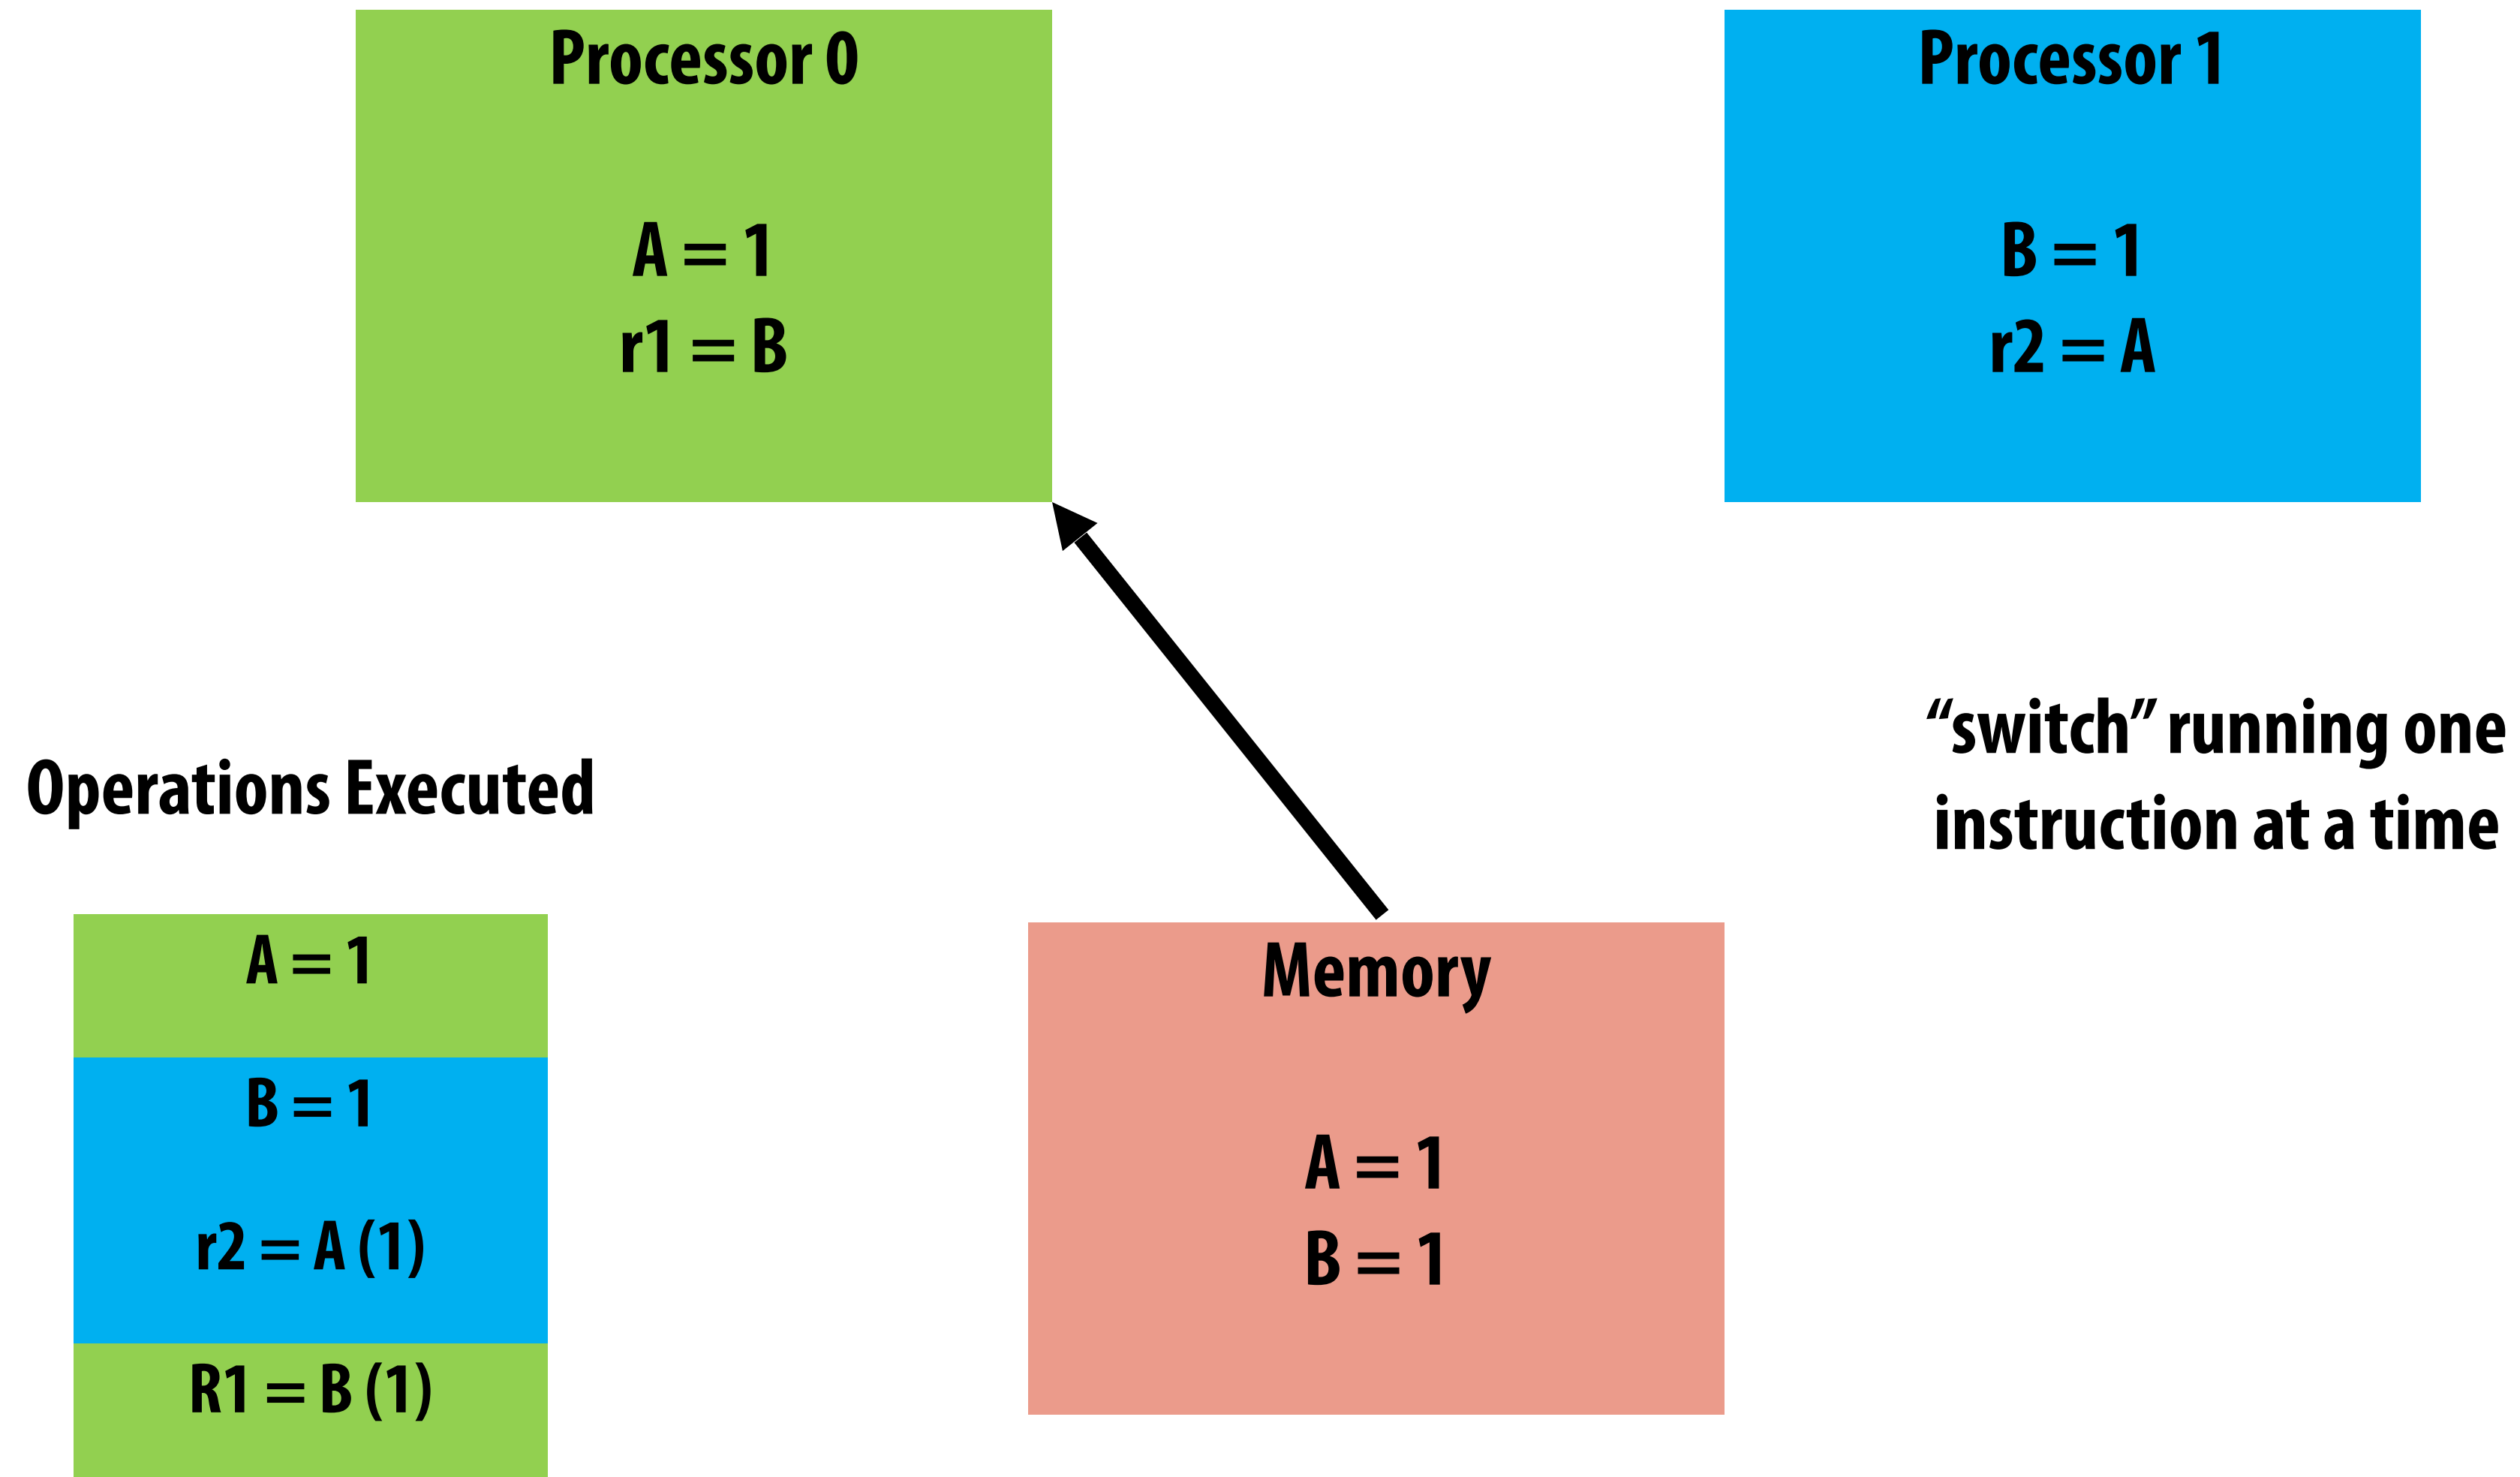 Processor 0
A = 1
r1 = B
Processor 1
B = 1
r2 = A
“switch” running one
instruction at a time
Operations Executed
A = 1
B = 1
r2 = A (1)
R1 = B (1)
Memory
A = 1
B = 1